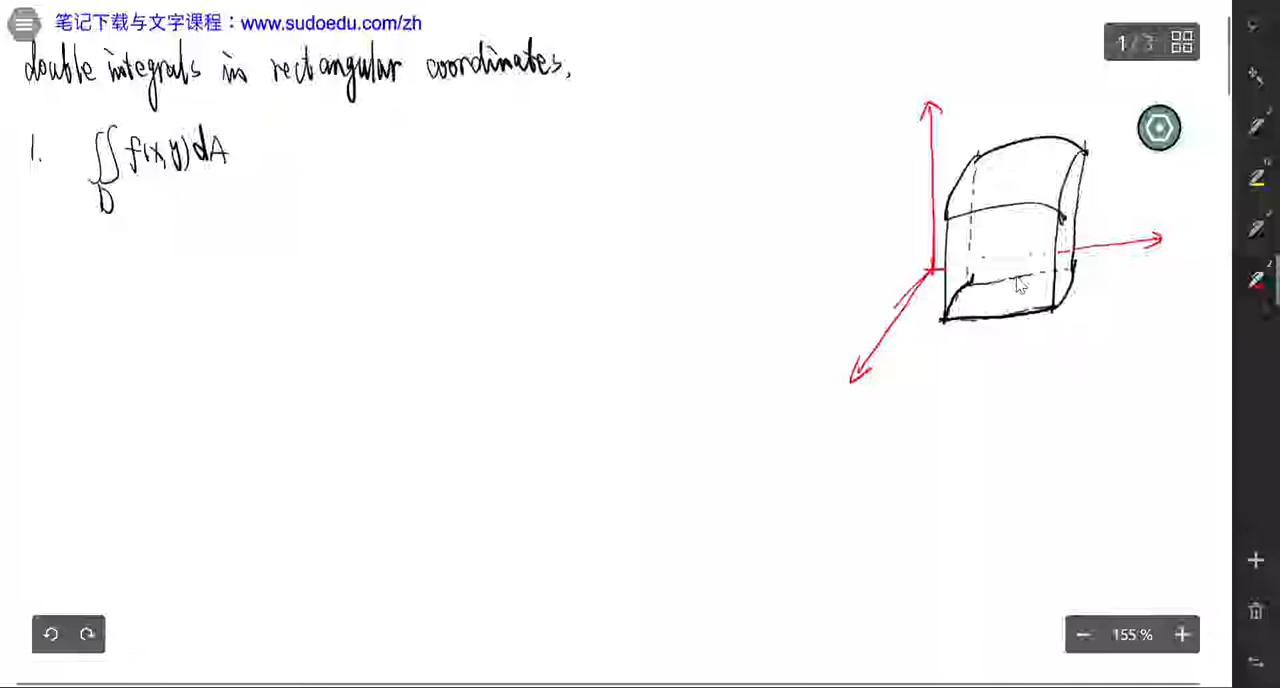 笔记下载与文字课程：www.sudoedu.com/zh
double integrals in rectangular coordinates.
1 / 3
1. ∬_D f(x,y) dA
155 %